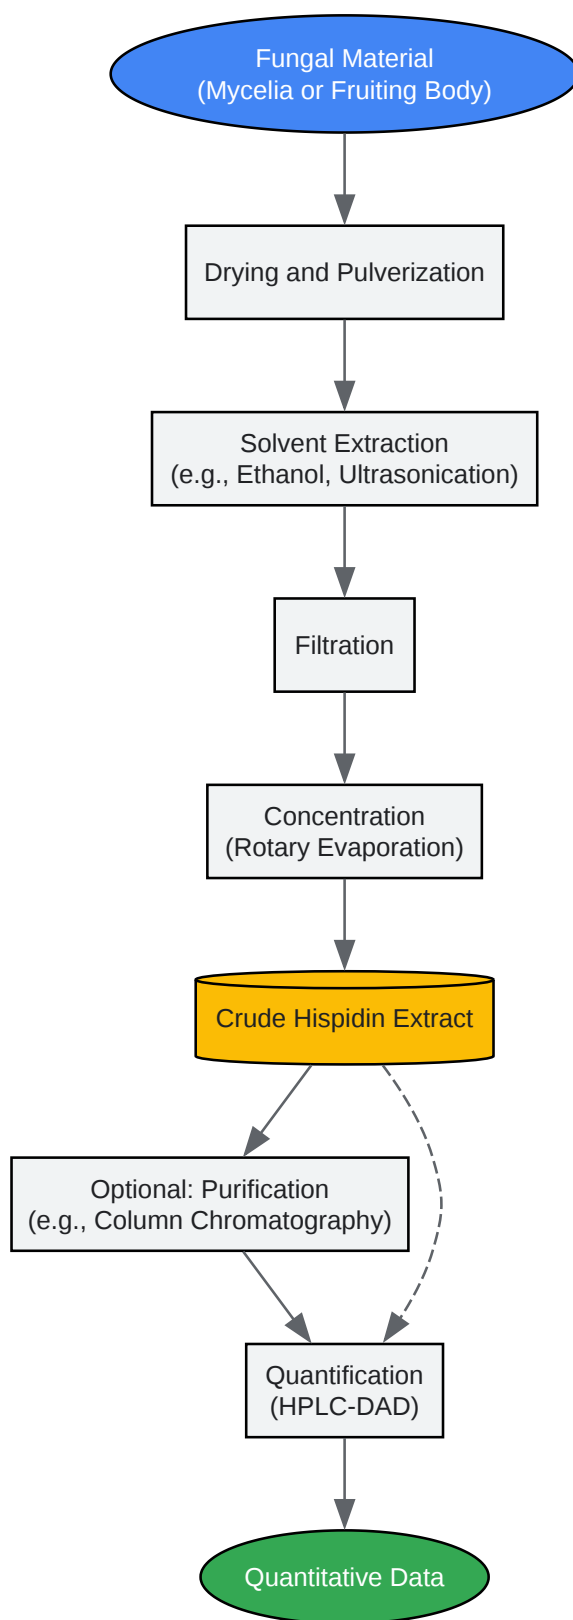 Fungal Material
(Mycelia or Fruiting Body)
Drying and Pulverization
Solvent Extraction
(e.g., Ethanol, Ultrasonication)
Filtration
Concentration
(Rotary Evaporation)
Crude Hispidin Extract
Optional: Purification
(e.g., Column Chromatography)
Quantification
(HPLC-DAD)
Quantitative Data